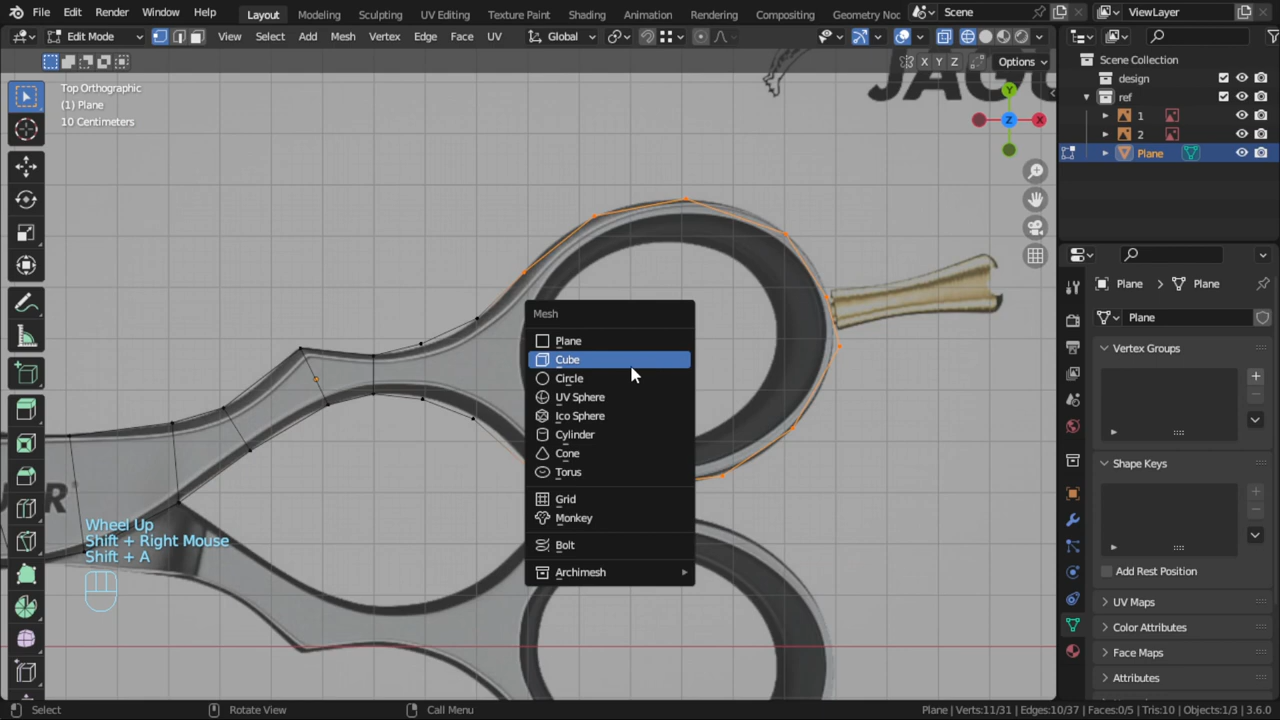 File Edit Render Window Help Layout Modeling Sculpting UV Editing Texture Paint Shading Animation Rendering Compositing Geometry Noc Scene ViewLayer
Edit Mode View Select Add Mesh Vertex Edge Face UV Global
X Y Z Options
Top Orthographic
(1) Plane
10 Centimeters
JAGU
Y
Z X
Scene Collection
design
ref
1
2
Plane
Mesh
Plane
Cube
Circle
UV Sphere
Ico Sphere
Cylinder
Cone
Torus
Grid
Monkey
Bolt
Archimesh
Wheel Up
Shift + Right Mouse
Shift + A
Plane Plane
Plane
Vertex Groups
Shape Keys
Add Rest Position
UV Maps
Color Attributes
Face Maps
Attributes
Select Rotate View Call Menu Plane | Verts:11/31 | Edges:10/37 | Faces:0/5 | Tris:10 | Objects:1/3 | 3.6.0